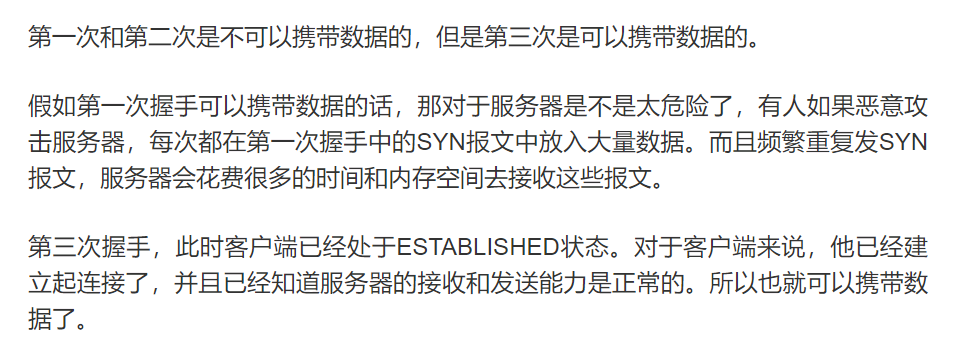 第一次和第二次是不可以携带数据的，但是第三次是可以携带数据的。
假如第一次握手可以携带数据的话，那对于服务器是不是太危险了，有人如果恶意攻
击服务器，每次都在第一次握手中的SYN报文中放入大量数据。而且频繁重复发SYN
报文，服务器会花费很多的时间和内存空间去接收这些报文。
第三次握手，此时客户端已经处于ESTABLISHED状态。对于客户端来说，他已经建
立起连接了，并且已经知道服务器的接收和发送能力是正常的。所以也就可以携带数
据了。